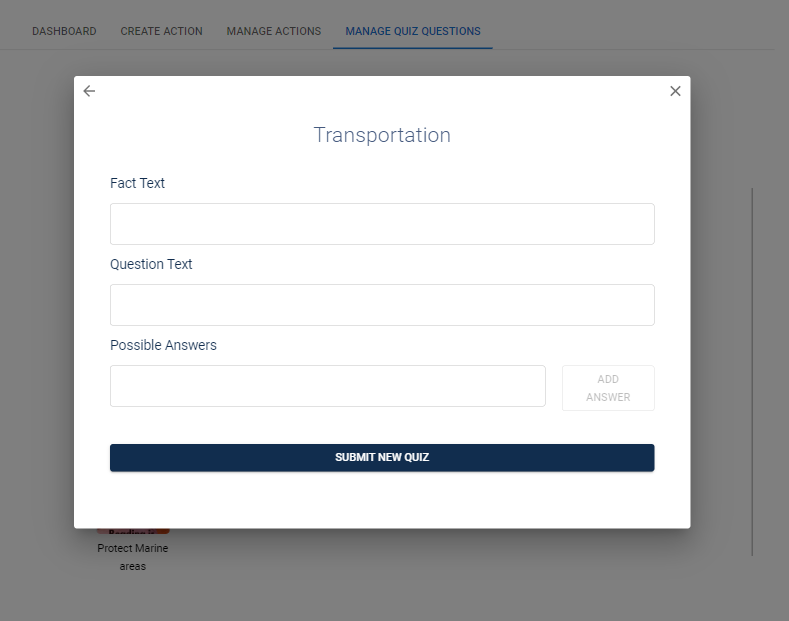 DASHBOARD CREATE ACTION MANAGE ACTIONS MANAGE QUIZ QUESTIONS
Transportation
Fact Text
Question Text
Possible Answers
ADD
ANSWER
SUBMIT NEW QUIZ
Protect Marine
areas